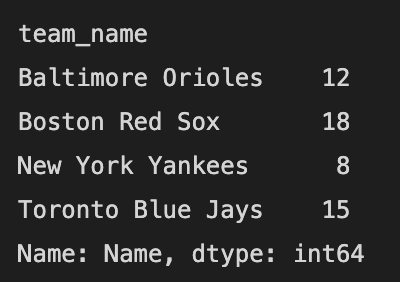 team_name
Baltimore Orioles    12
Boston Red Sox       18
New York Yankees      8
Toronto Blue Jays    15
Name: Name, dtype: int64